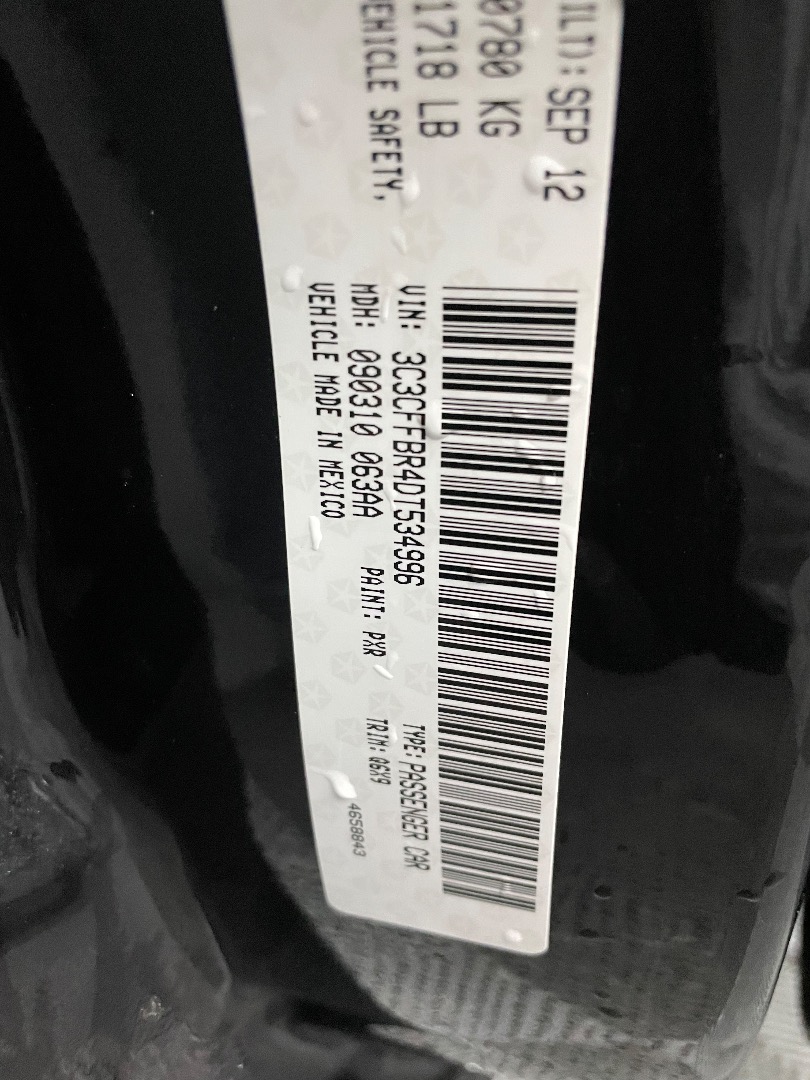 ILT): SEP 12
0780 KG
1718 LB
EHICLE SAFETY,
VIN: 3C3CFFBR4DT534996
TYPE: PASSENGER CAR
MDH: 090310 063AA
PAINT: PXR
TRIM: Q6X9
VEHICLE MADE IN MEXICO
4658843